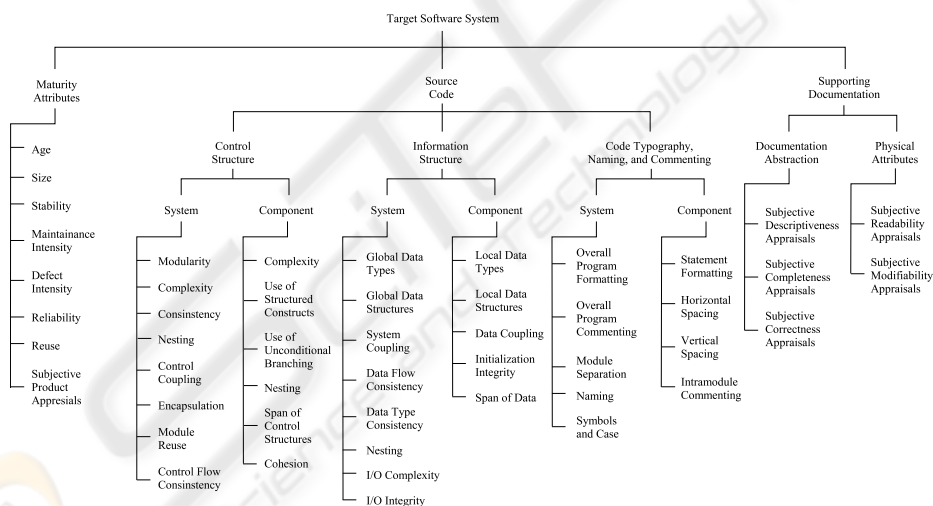 Target Software System
Maturity
Attributes
Age
Size
Stability
Maintainance
Intensity
Defect
Intensity
Reliability
Reuse
Subjective
Product
Appresials
Source
Code
Control
Structure
System
Modularity
Complexity
Consinstency
Nesting
Control
Coupling
Encapsulation
Module
Reuse
Control Flow
Consinstency
Component
Complexity
Use of
Structured
Constructs
Use of
Unconditional
Branching
Nesting
Span of
Control
Structures
Cohesion
Information
Structure
System
Global Data
Types
Global Data
Structures
System
Coupling
Data Flow
Consistency
Data Type
Consistency
Nesting
I/O Complexity
I/O Integrity
Component
Local Data
Types
Local Data
Structures
Data Coupling
Initialization
Integrity
Span of Data
Code Typography,
Naming, and Commenting
System
Overall
Program
Formatting
Overall
Program
Commenting
Module
Separation
Naming
Symbols
and Case
Component
Statement
Formatting
Horizontal
Spacing
Vertical
Spacing
Intramodule
Commenting
Supporting
Documentation
Documentation
Abstraction
Subjective
Descriptiveness
Appraisals
Subjective
Completeness
Appraisals
Subjective
Correctness
Appraisals
Physical
Attributes
Subjective
Readability
Appraisals
Subjective
Modifiability
Appraisals
SciTeP
Science and Technology